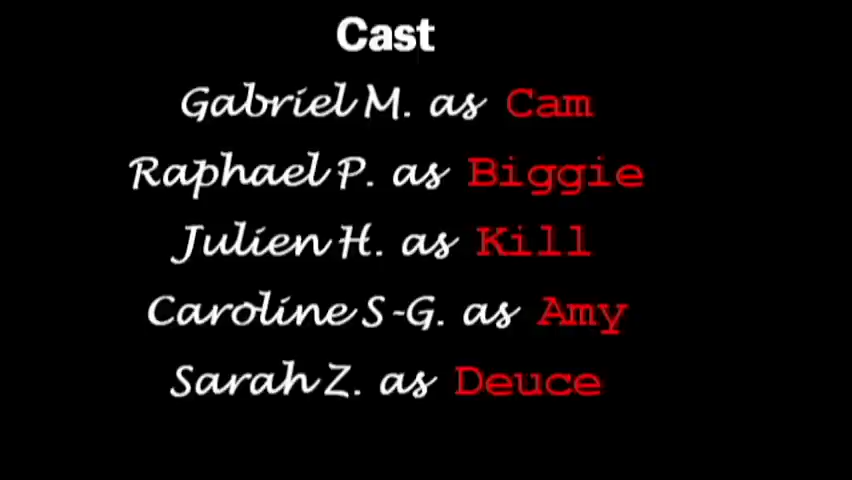 Cast
Gabriel M. as Cam
Raphael P. as Biggie
Julien H. as Kill
Caroline S-G. as Amy
Sarah Z. as Deuce